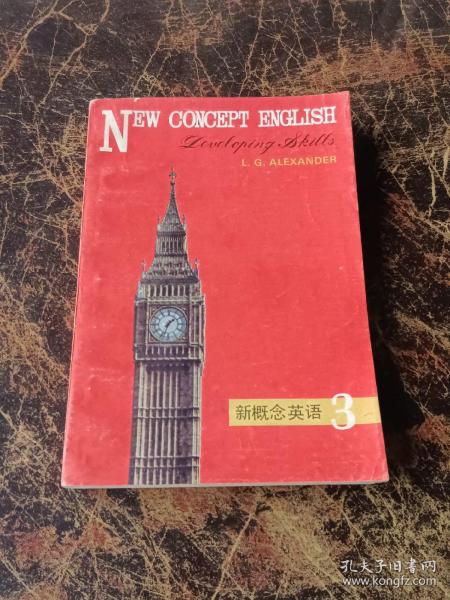 NEW CONCEPT ENGLISH
Developing Skills
L. G. ALEXANDER
新概念英语 3
孔夫子旧书网
www.kongfz.com